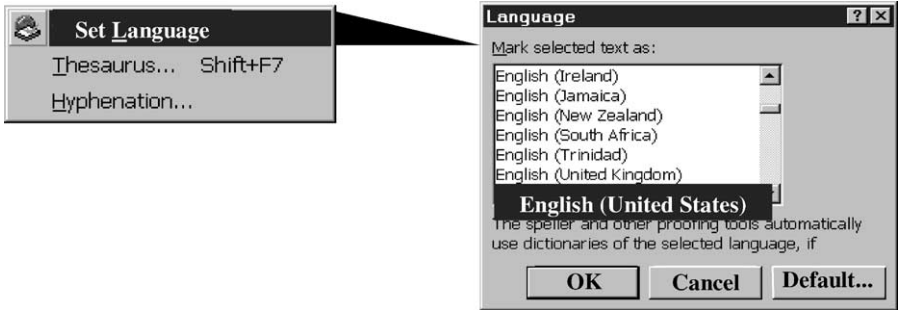 Set Language
Thesaurus... Shift+F7
Hyphenation...
Language
Mark selected text as:
English (Ireland)
English (Jamaica)
English (New Zealand)
English (South Africa)
English (Trinidad)
English (United Kingdom)
English (United States)
The speller and other proofing tools automatically
use dictionaries of the selected language, if
OK Cancel Default...